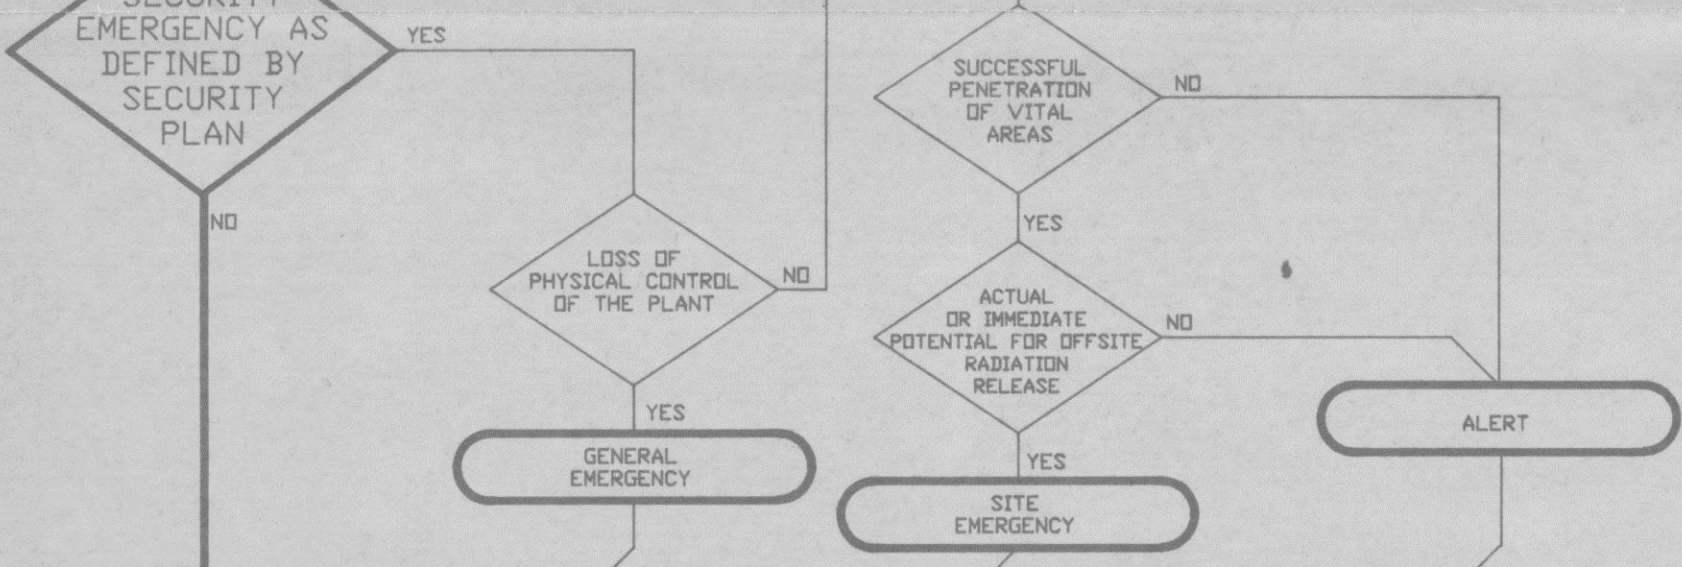 SECURITY
EMERGENCY AS
DEFINED BY
SECURITY
PLAN
YES
NO
LOSS OF
PHYSICAL CONTROL
OF THE PLANT
NO
YES
GENERAL
EMERGENCY
SUCCESSFUL
PENETRATION
OF VITAL
AREAS
NO
YES
ACTUAL
OR IMMEDIATE
POTENTIAL FOR OFFSITE
RADIATION
RELEASE
NO
YES
SITE
EMERGENCY
ALERT